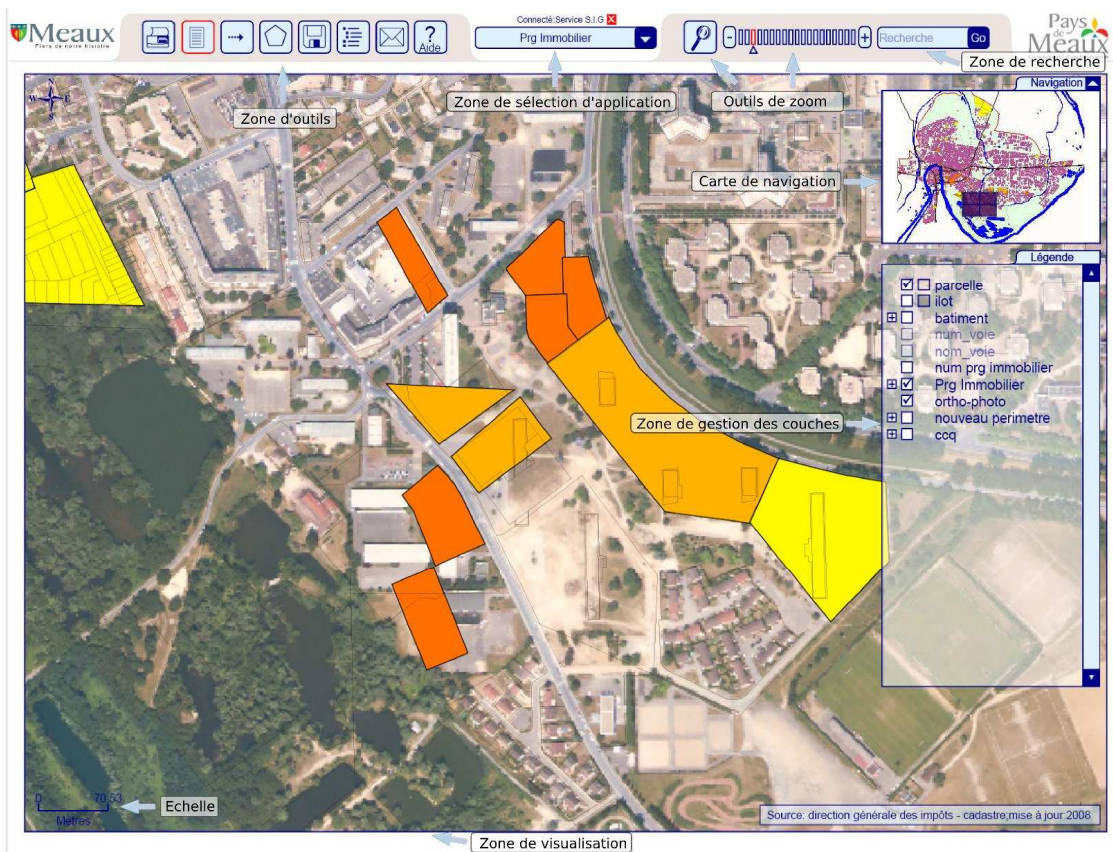 Meaux
Fiers de notre histoire
?
Aide
Connecté:Service S.I.G X
Prg Immobilier
-
+
Recherche
Go
Pays
de
Meaux
Zone de recherche
Zone d'outils
Zone de sélection d'application
Outils de zoom
Navigation
W E
S
Carte de navigation
Légende
parcelle
ilot
batiment
num_voie
nom_voie
num prg immobilier
Prg Immobilier
ortho-photo
Zone de gestion des couches
nouveau perimetre
ccq
0 70,53
Mètres
Echelle
Source: direction générale des impôts - cadastre,mise à jour:2008
Zone de visualisation